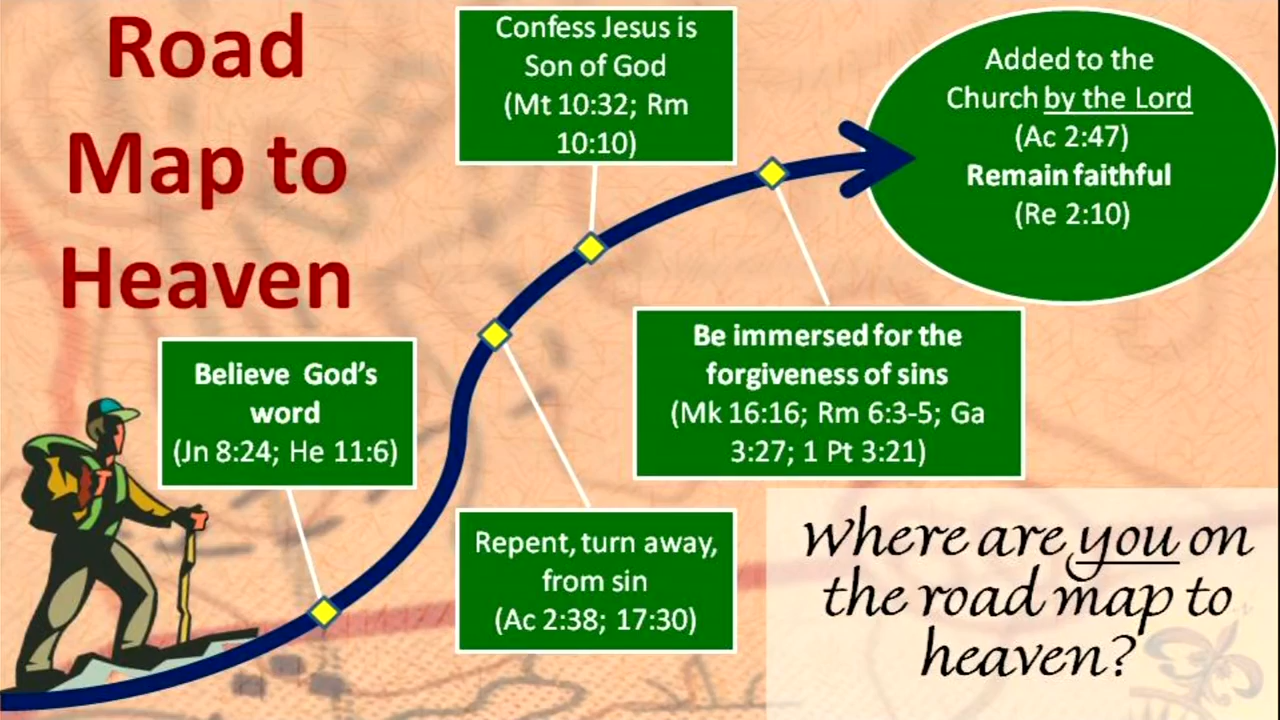 Road
Map to
Heaven
Confess Jesus is
Son of God
(Mt 10:32; Rm
10:10)
Added to the
Church by the Lord
(Ac 2:47)
Remain faithful
(Re 2:10)
Believe God's
word
(Jn 8:24; He 11:6)
Be immersed for the
forgiveness of sins
(Mk 16:16; Rm 6:3-5; Ga
3:27; 1 Pt 3:21)
Repent, turn away,
from sin
(Ac 2:38; 17:30)
Where are you on
the road map to
heaven?